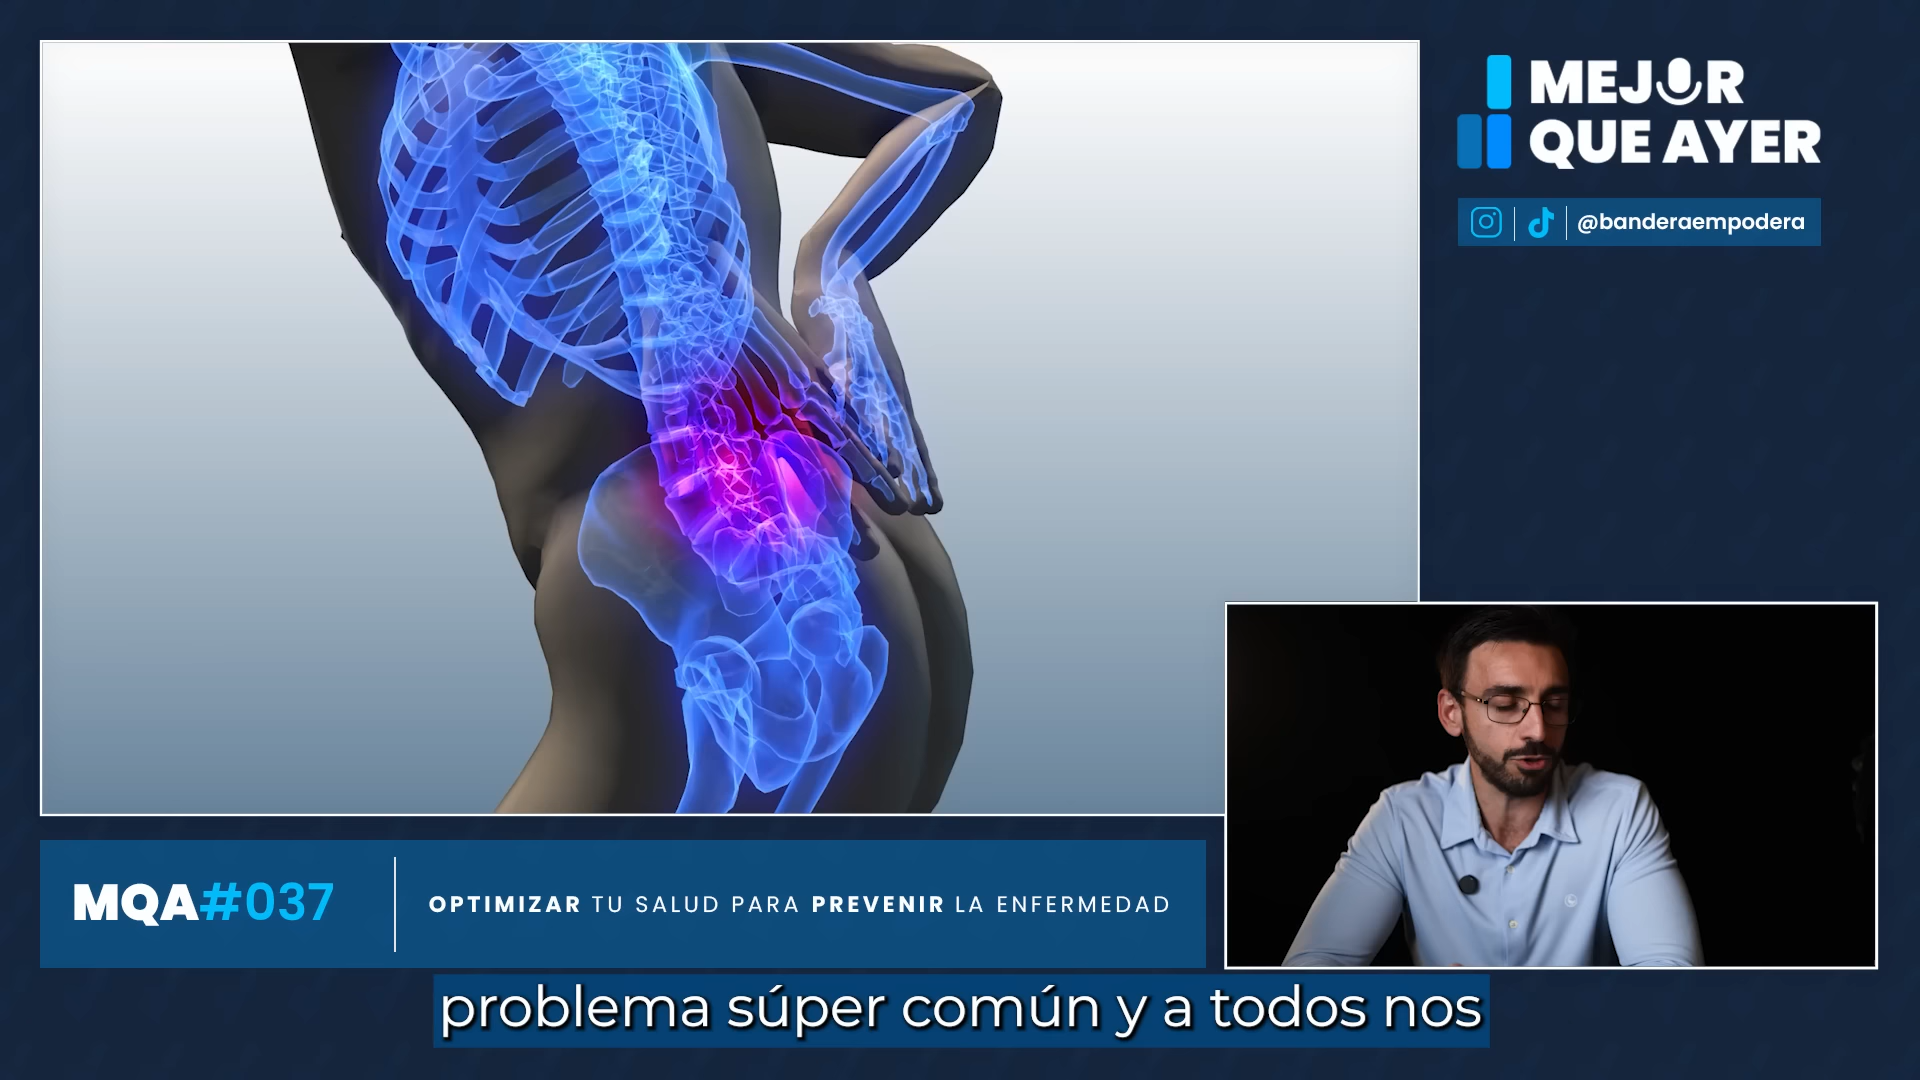 MEJOR
QUE AYER
@banderaempodera
MQA#037
OPTIMIZAR TU SALUD PARA PREVENIR LA ENFERMEDAD
problema súper común y a todos nos